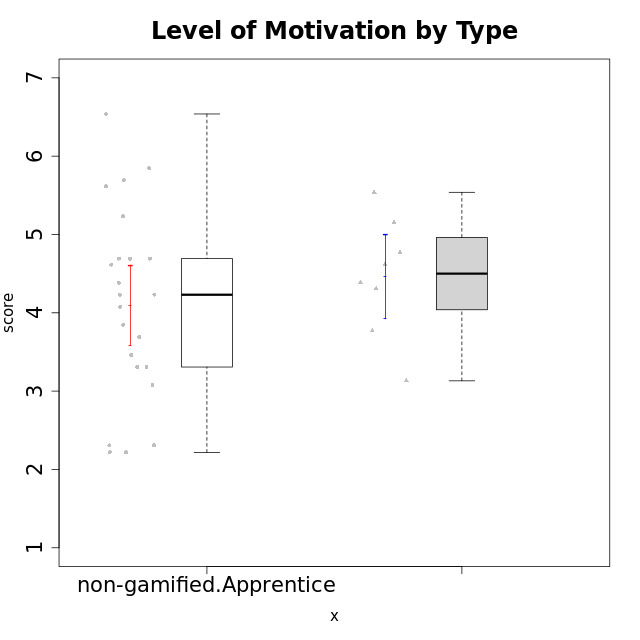 Level of Motivation by Type
7
6
5
4
3
2
1
score
non-gamified.Apprentice
x